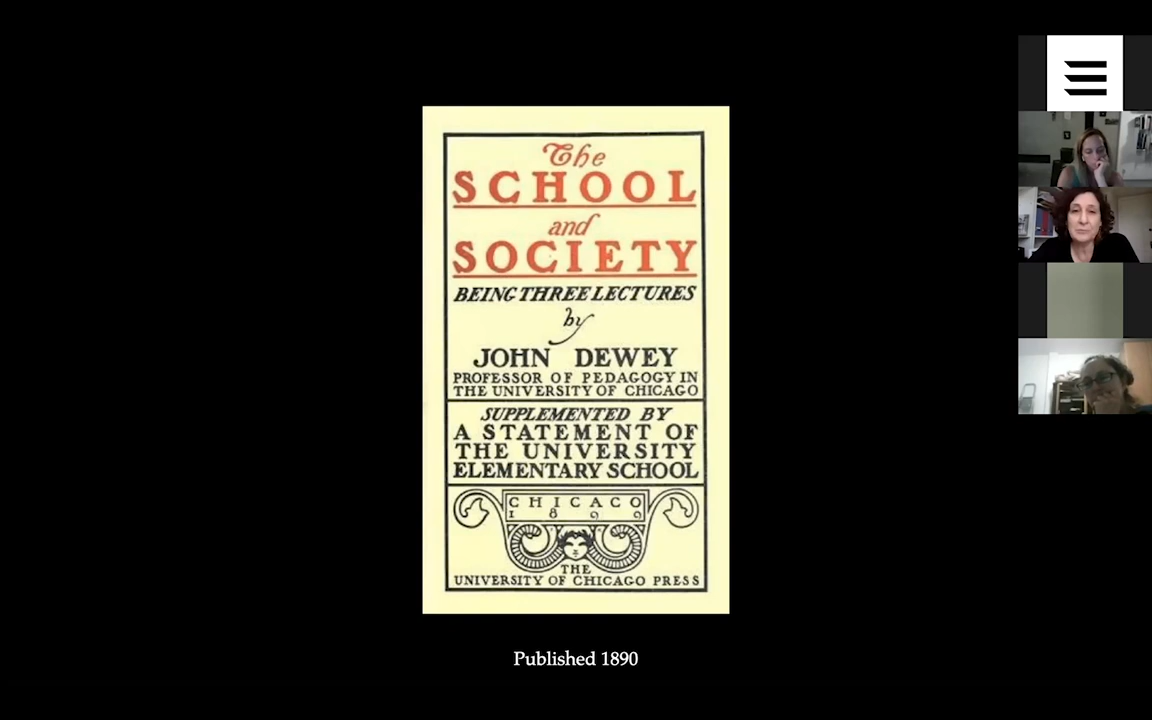 The
SCHOOL
and
SOCIETY
BEING THREE LECTURES
by
JOHN DEWEY
PROFESSOR OF PEDAGOGY IN
THE UNIVERSITY OF CHICAGO
SUPPLEMENTED BY
A STATEMENT OF
THE UNIVERSITY
ELEMENTARY SCHOOL
CHICAGO
1899
THE
UNIVERSITY OF CHICAGO PRESS
Published 1890